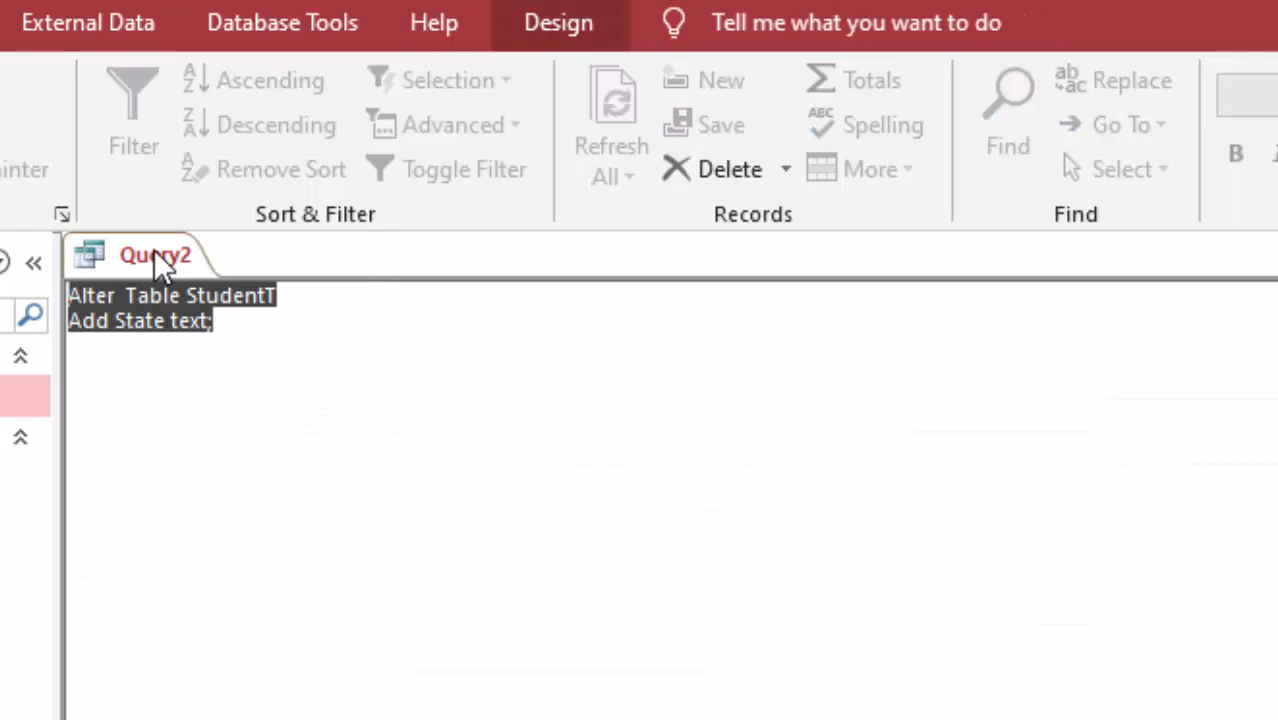 External Data Database Tools Help Design Tell me what you want to do
Ascending Selection New Totals Replace
Filter Descending Advanced Refresh Save Spelling Find Go To
Remove Sort Toggle Filter All Delete More Select B
Sort & Filter Records Find
Query2
Alter Table StudentT
Add State text;